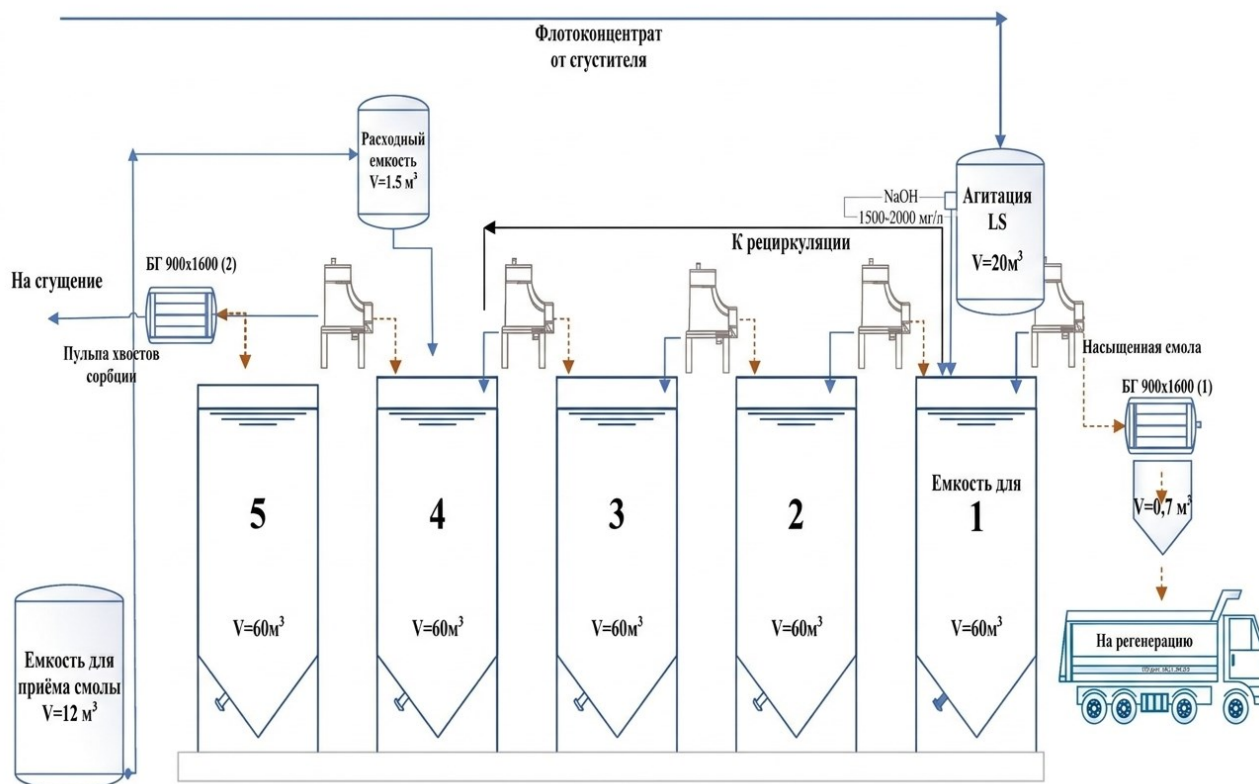 Флотокоицентрат
от сгустителя
Расходный
емкость
V=1.5 м³
NaOH
1500-2000 мг/л
Агитация
LS
V=20м³
К рециркуляции
БГ 900х1600 (2)
На сгущение
Пульпа хвостов
сорбции
Насыщенная смола
БГ 900х1600 (1)
V=0,7 м³
На регенерацию
5
4
3
2
Емкость для
1
V=60м³
V=60м³
V=60м³
V=60м³
V=60м³
Емкость для
приёма смолы
V=12 м³